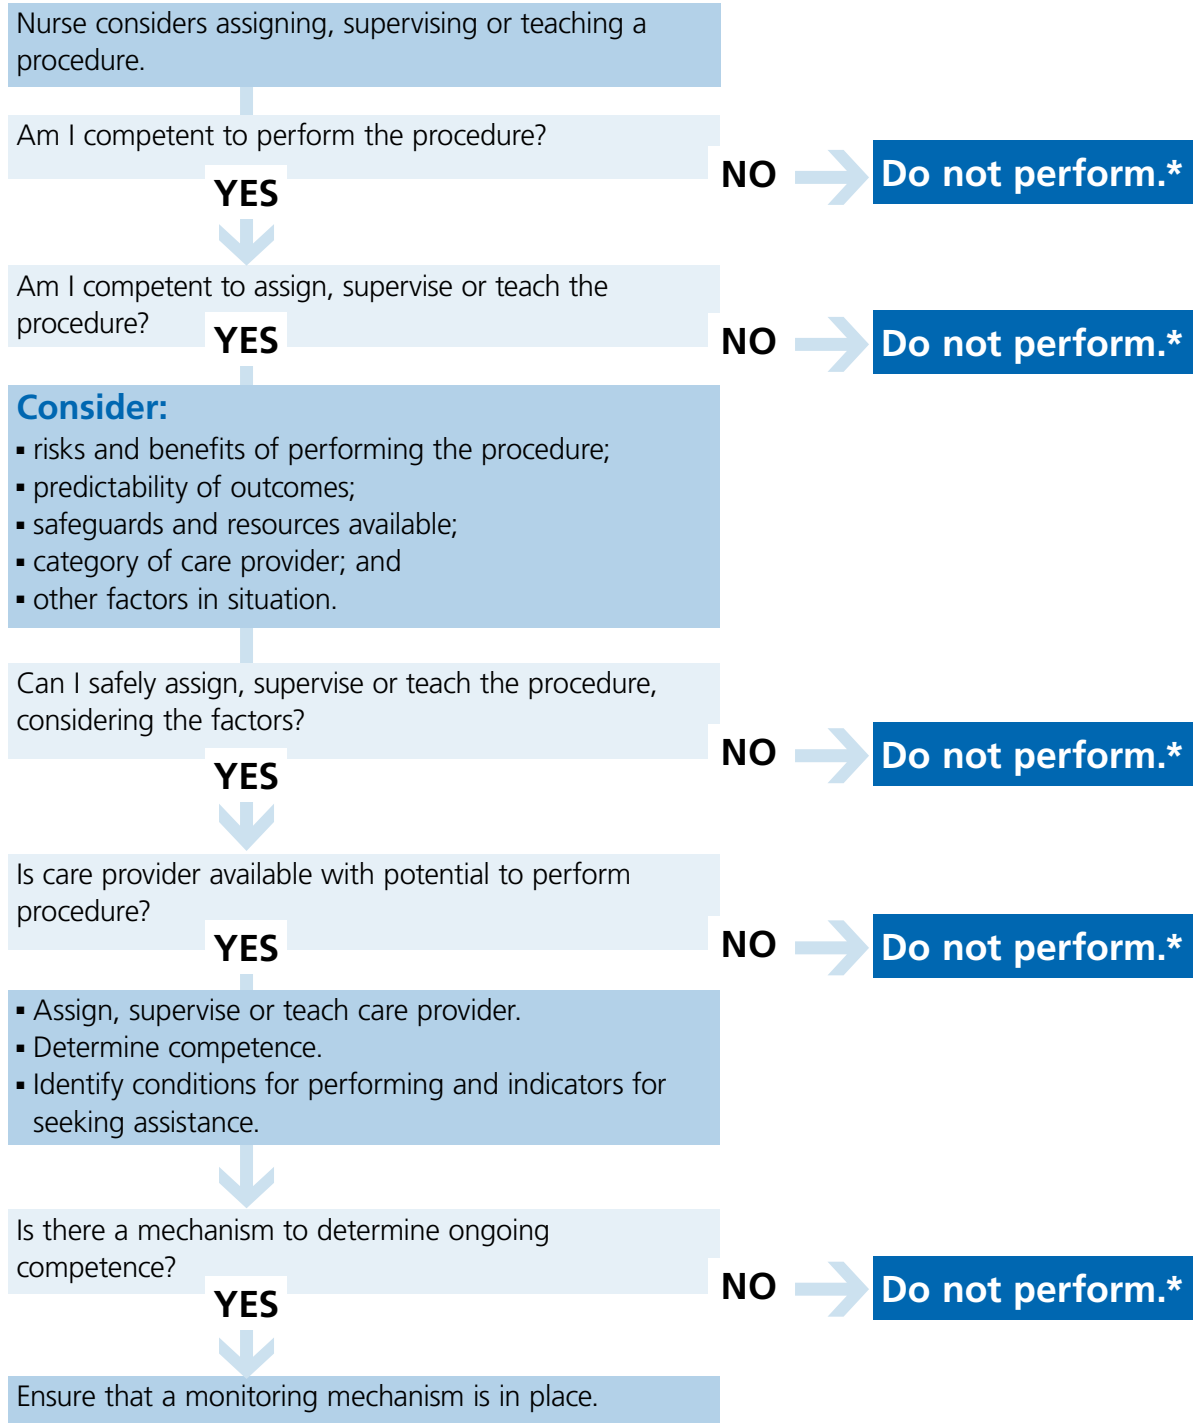 Nurse considers assigning, supervising or teaching a
procedure.
Am I competent to perform the procedure?
YES
NO
Do not perform.*
Am I competent to assign, supervise or teach the
procedure?
YES
NO
Do not perform.*
Consider:
▪ risks and benefits of performing the procedure;
▪ predictability of outcomes;
▪ safeguards and resources available;
▪ category of care provider; and
▪ other factors in situation.
Can I safely assign, supervise or teach the procedure,
considering the factors?
YES
NO
Do not perform.*
Is care provider available with potential to perform
procedure?
YES
NO
Do not perform.*
▪ Assign, supervise or teach care provider.
▪ Determine competence.
▪ Identify conditions for performing and indicators for
seeking assistance.
Is there a mechanism to determine ongoing
competence?
YES
NO
Do not perform.*
Ensure that a monitoring mechanism is in place.